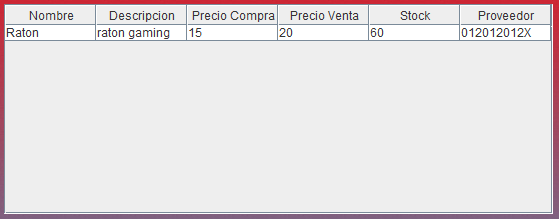 Nombre Descripcion Precio Compra Precio Venta Stock Proveedor
Raton raton gaming 15 20 60 012012012X